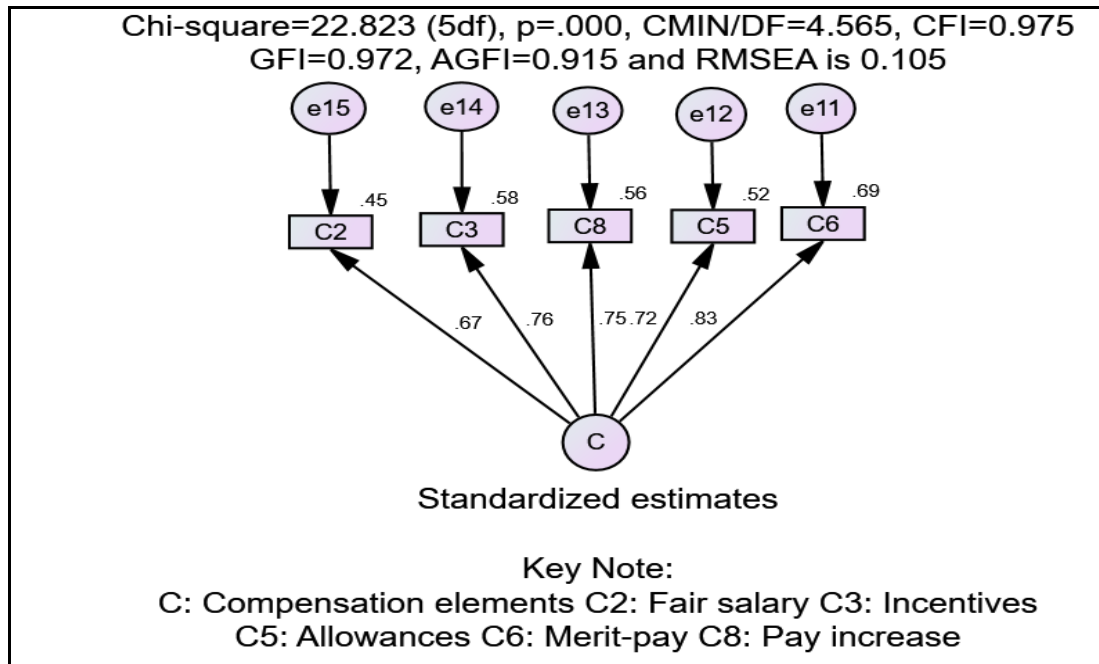 Chi-square=22.823 (5df), p=.000, CMIN/DF=4.565, CFI=0.975
GFI=0.972, AGFI=0.915 and RMSEA is 0.105
e15 e14 e13 e12 e11
.45 .58 .56 .52 .69
C2 C3 C8 C5 C6
.67 .76 .75 .72 .83
C
Standardized estimates
Key Note:
C: Compensation elements C2: Fair salary C3: Incentives
C5: Allowances C6: Merit-pay C8: Pay increase